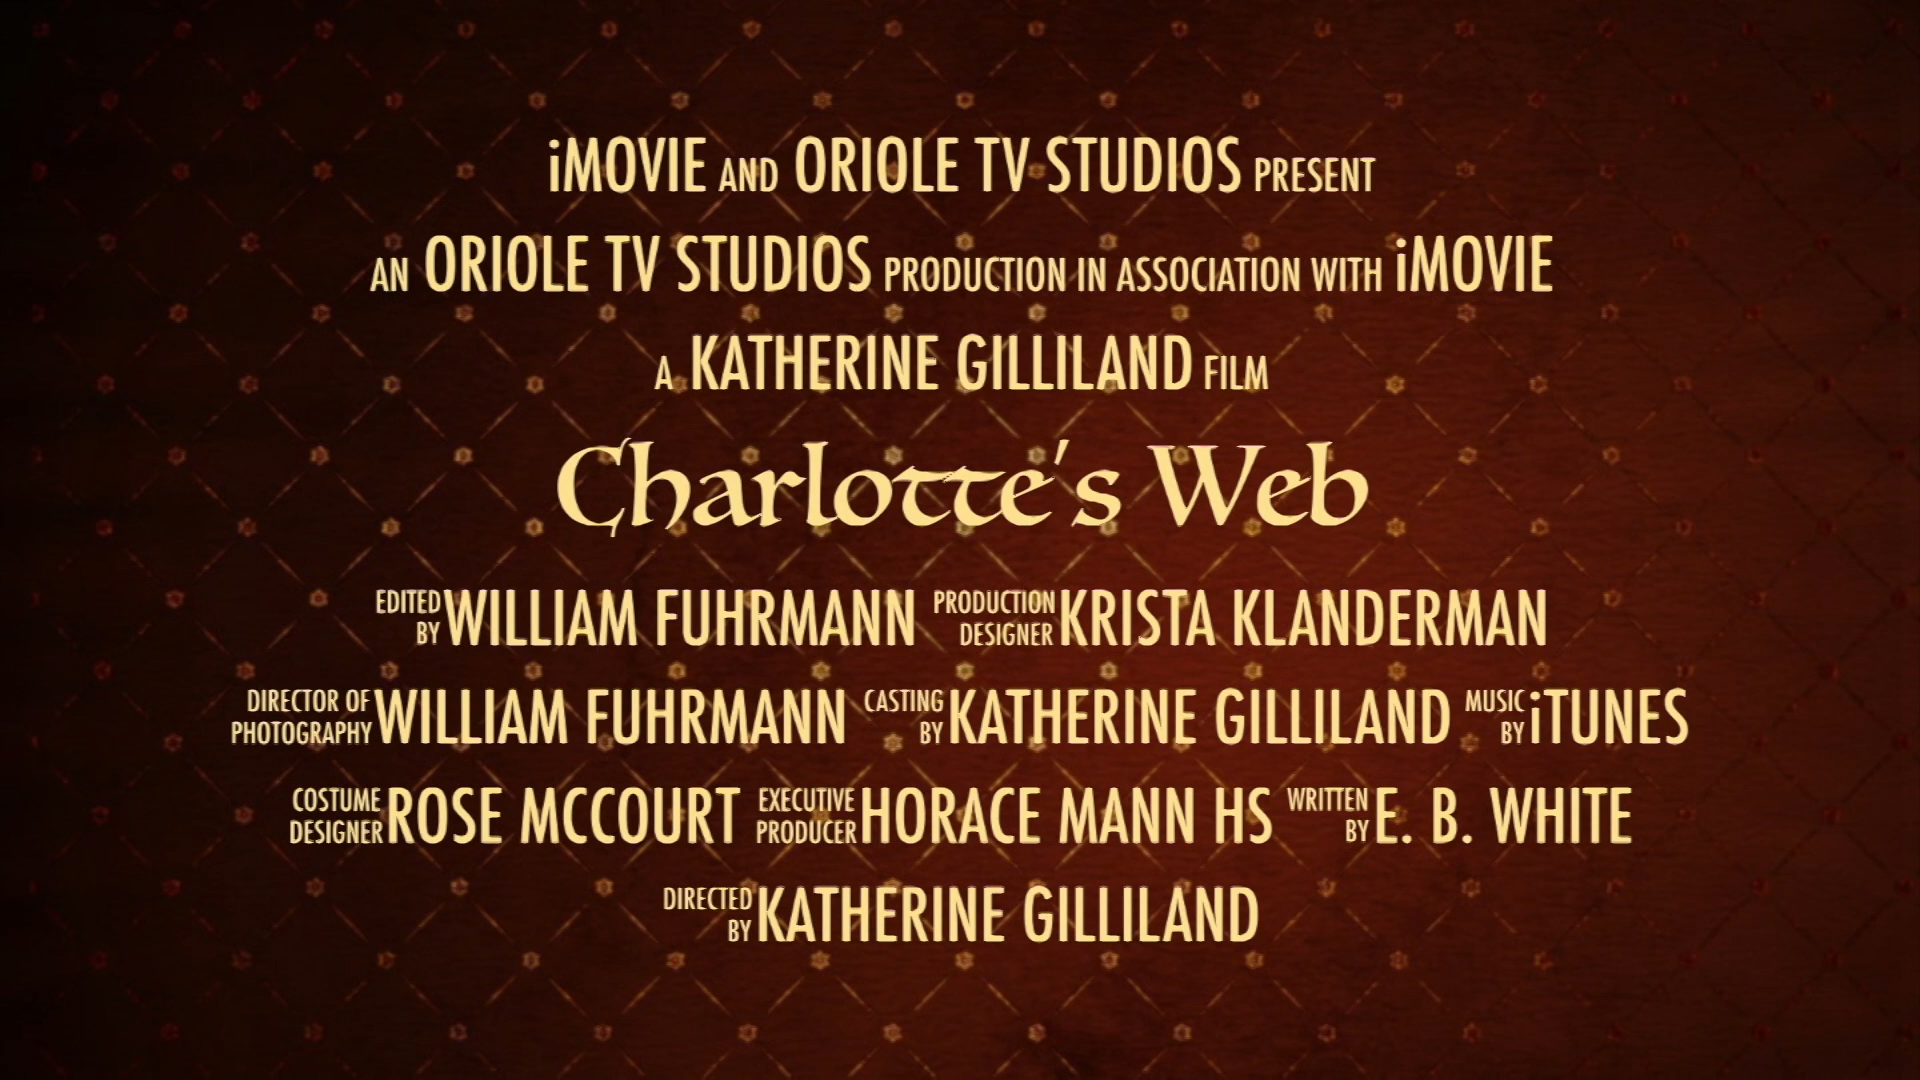 iMOVIE AND ORIOLE TV STUDIOS PRESENT
AN ORIOLE TV STUDIOS PRODUCTION IN ASSOCIATION WITH iMOVIE
A KATHERINE GILLILAND FILM
Charlotte's Web
EDITED BY WILLIAM FUHRMANN PRODUCTION DESIGNER KRISTA KLANDERMAN
DIRECTOR OF PHOTOGRAPHY WILLIAM FUHRMANN CASTING BY KATHERINE GILLILAND MUSIC BY iTUNES
COSTUME DESIGNER ROSE MCCOURT EXECUTIVE PRODUCER HORACE MANN HS WRITTEN BY E. B. WHITE
DIRECTED BY KATHERINE GILLILAND